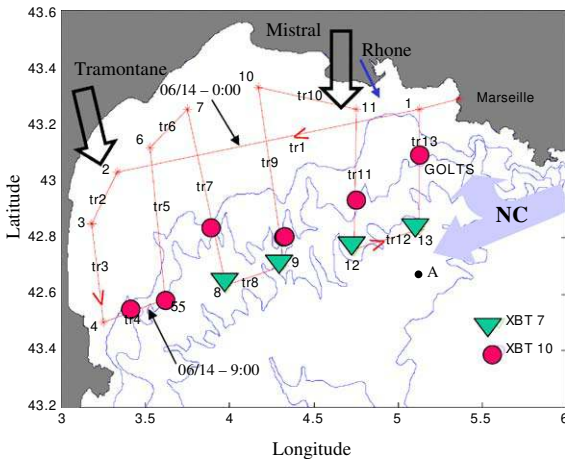 43.6
Mistral
43.4
Tramontane
Rhone
06/14 – 0:00
10
tr10
7
11
1
Marseille
43.2
tr6
6
tr1
tr13
2
tr9
GOLTS
43
tr2
tr7
tr11
tr5
3
NC
42.8
tr3
tr12
13
12
9
8
tr8
A
42.6
55
tr4
4
XBT 7
XBT 10
43.4
06/14 – 9:00
43.2
3
3.5
4
4.5
5
5.5
6
Latitude
Longitude